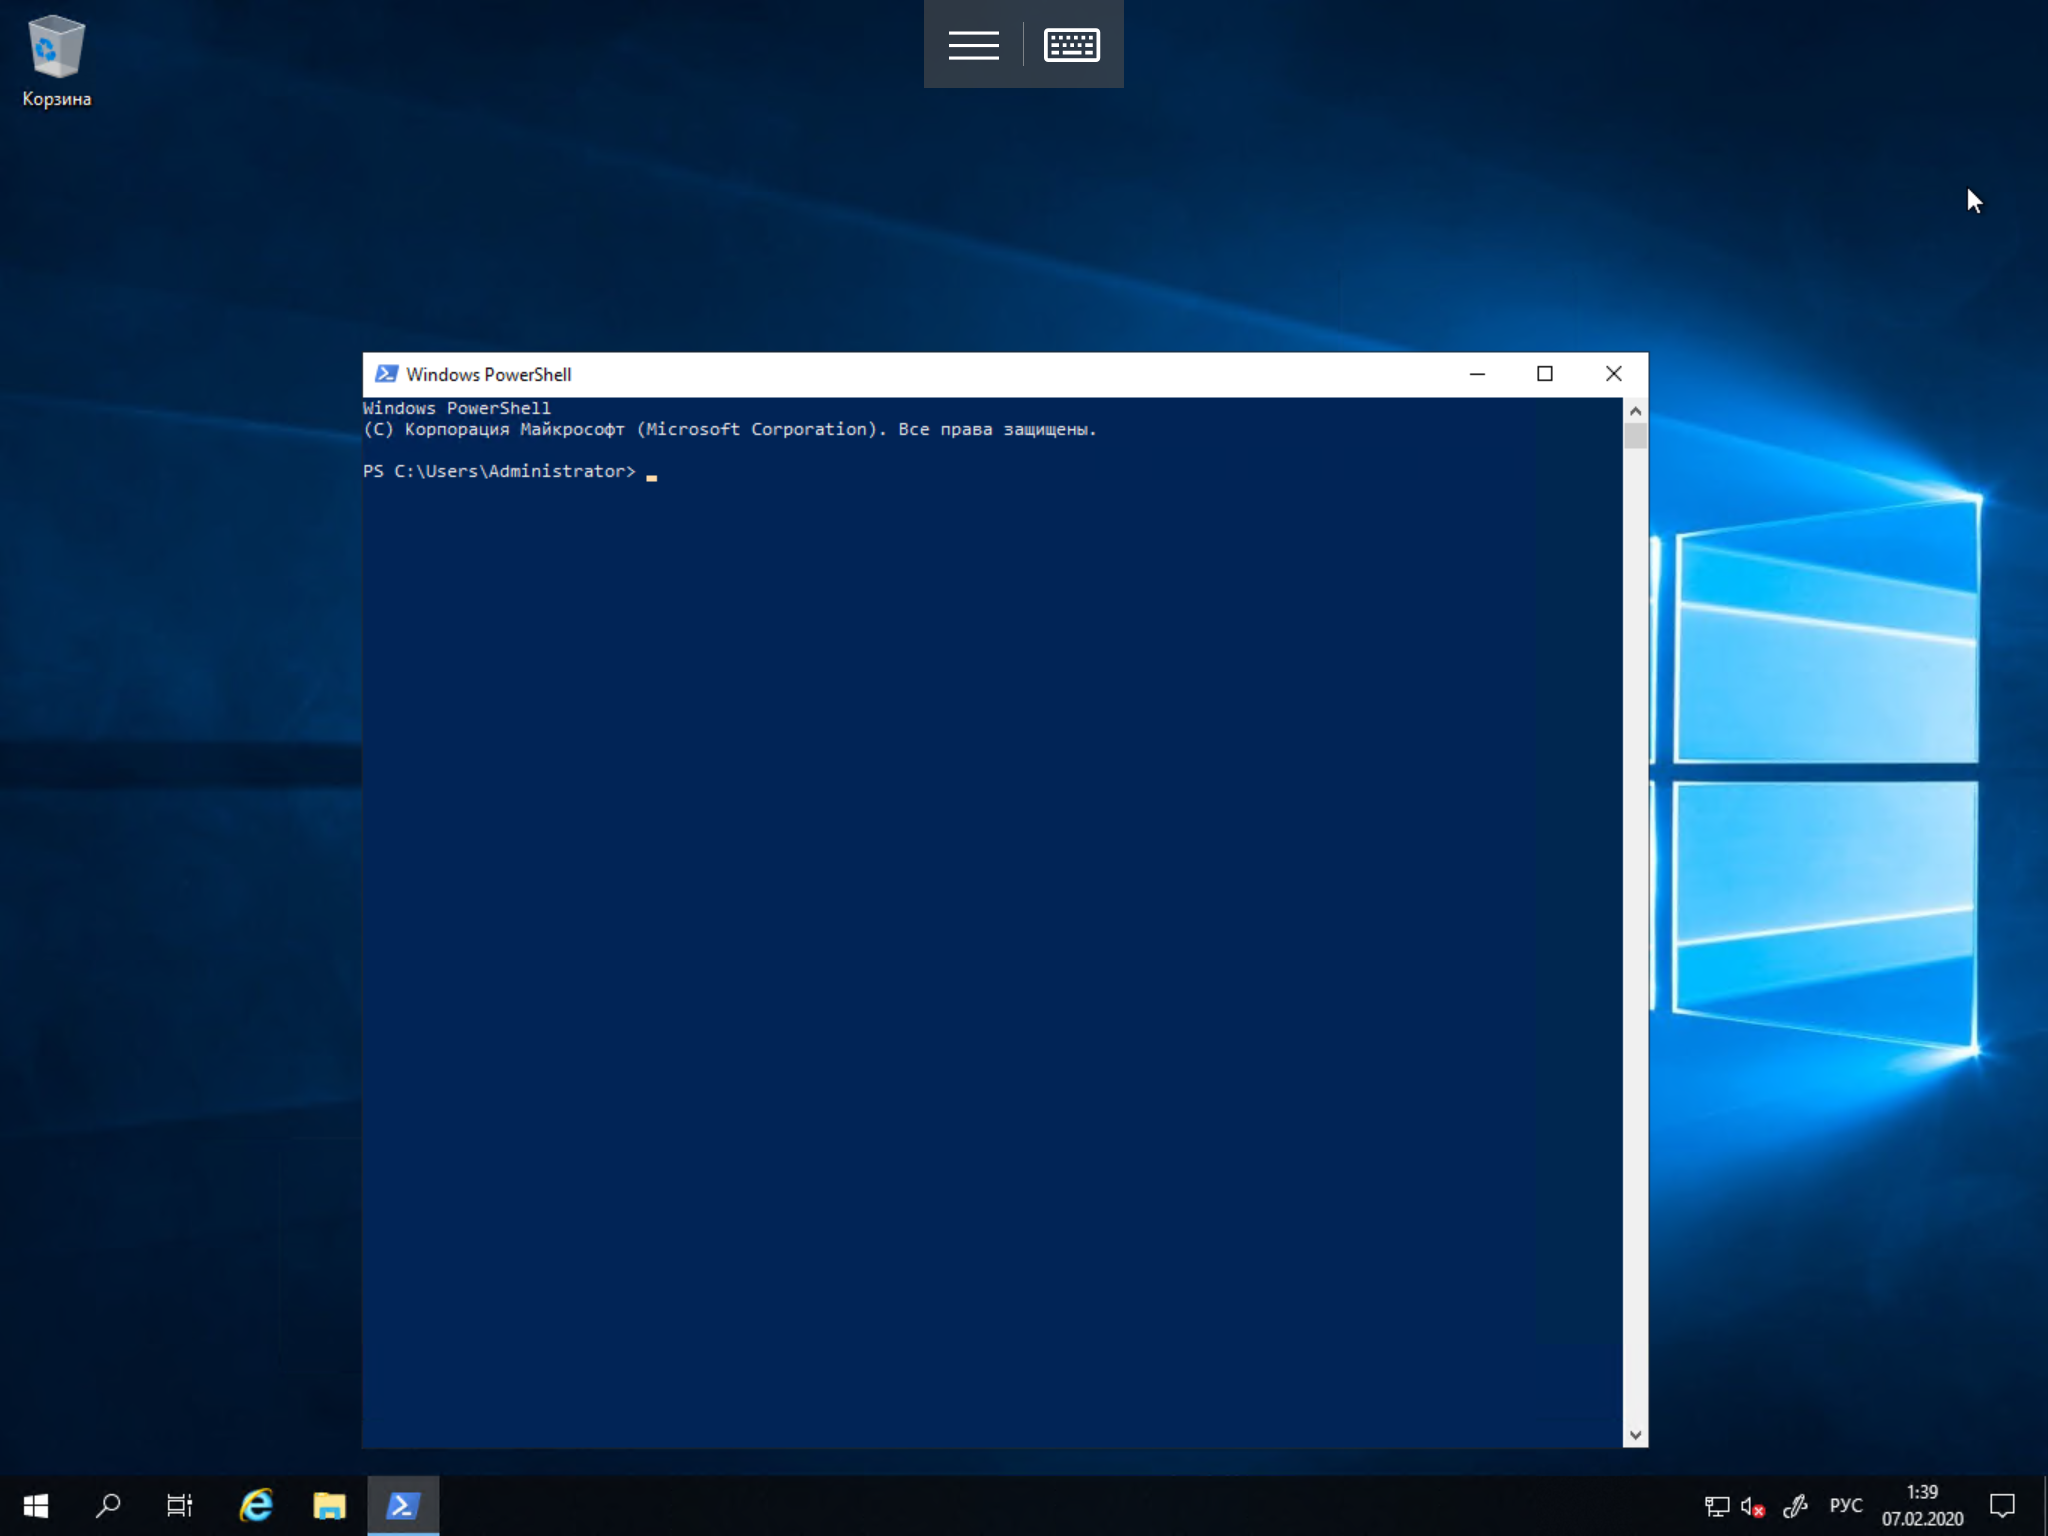 Корзина
Windows PowerShell
Windows PowerShell
(C) Корпорация Майкрософт (Microsoft Corporation). Все права защищены.
PS C:\Users\Administrator>
РУС
1:39
07.02.2020